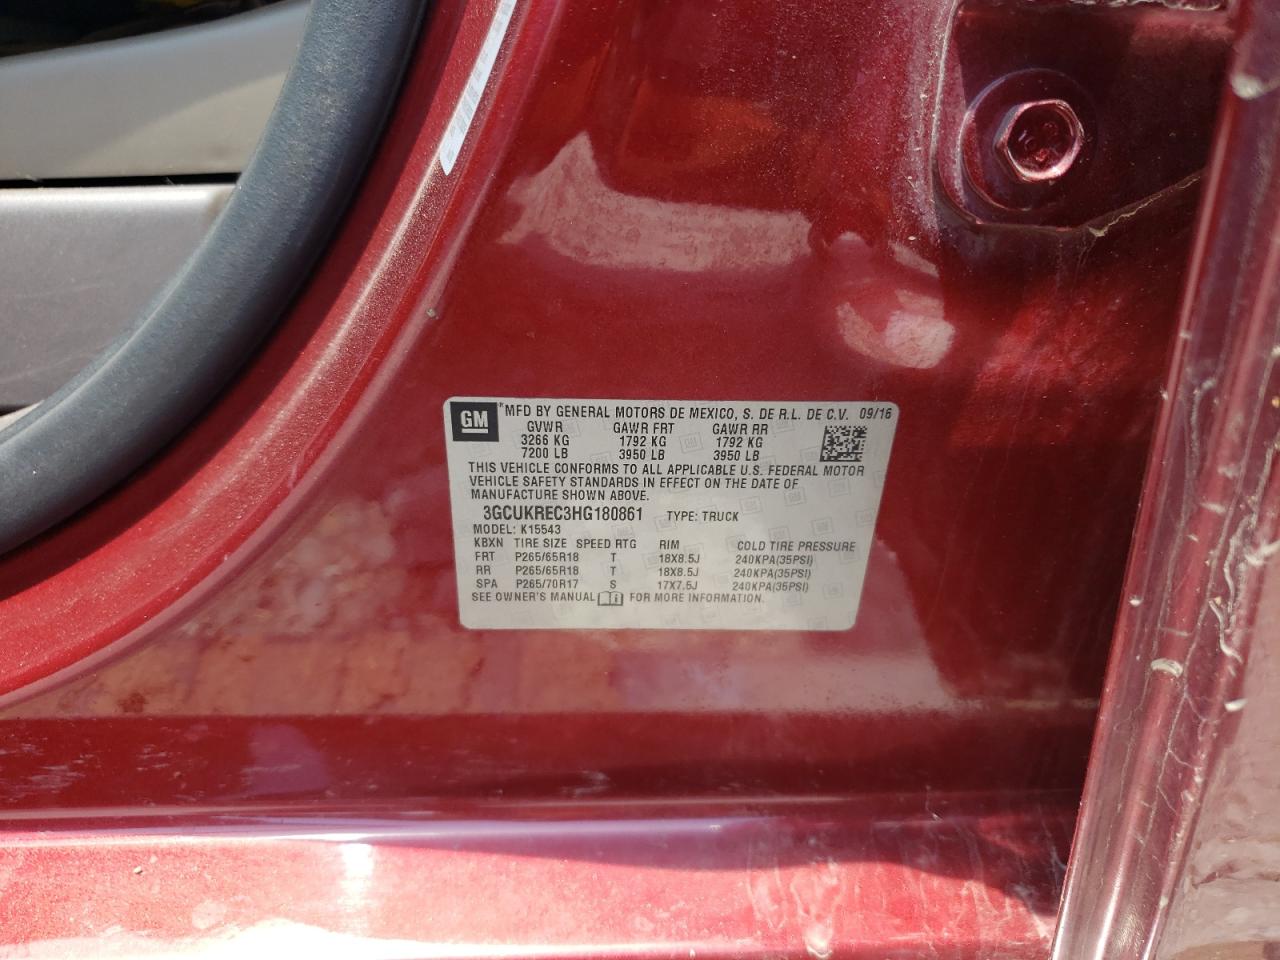 GM MFD BY GENERAL MOTORS DE MEXICO, S. DE R.L. DE C.V. 09/16
GVWR GAWR FRT GAWR RR
3266 KG 1792 KG 1792 KG
7200 LB 3950 LB 3950 LB
THIS VEHICLE CONFORMS TO ALL APPLICABLE U.S. FEDERAL MOTOR
VEHICLE SAFETY STANDARDS IN EFFECT ON THE DATE OF
MANUFACTURE SHOWN ABOVE.
3GCUKREC3HG180861 TYPE: TRUCK
MODEL: K15543
KBXN TIRE SIZE SPEED RTG RIM COLD TIRE PRESSURE
FRT P265/65R18 T 18X8.5J 240KPA(35PSI)
RR P265/65R18 T 18X8.5J 240KPA(35PSI)
SPA P265/70R17 S 17X7.5J 240KPA(35PSI)
SEE OWNER'S MANUAL FOR MORE INFORMATION.